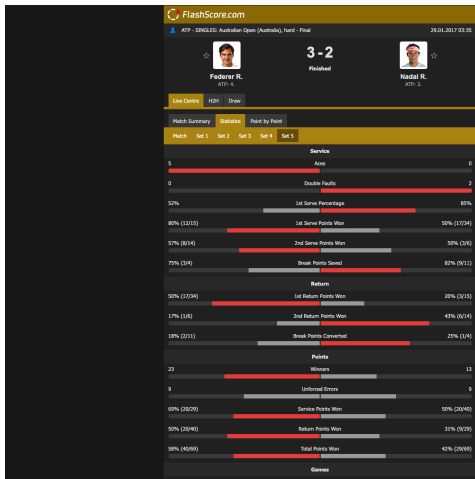 FlashScore.com
ATP - SINGLES: Australian Open (Australia), hard - Final 29.01.2017 03:35
3 - 2
Finished
Federer R. Nadal R.
ATP: 4. ATP: 2.
Live Centre H2H Draw
Match Summary Statistics Point by Point
Match Set 1 Set 2 Set 3 Set 4 Set 5
Service
5 Aces 0
0 Double Faults 2
52% 1st Serve Percentage 85%
80% (12/15) 1st Serve Points Won 50% (17/34)
57% (8/14) 2nd Serve Points Won 50% (3/6)
75% (3/4) Break Points Saved 82% (9/11)
Return
50% (17/34) 1st Return Points Won 20% (3/15)
17% (1/6) 2nd Return Points Won 43% (6/14)
18% (2/11) Break Points Converted 25% (1/4)
Points
23 Winners 13
9 Unforced Errors 9
69% (20/29) Service Points Won 50% (20/40)
50% (20/40) Return Points Won 31% (9/29)
58% (40/69) Total Points Won 42% (29/69)
Games